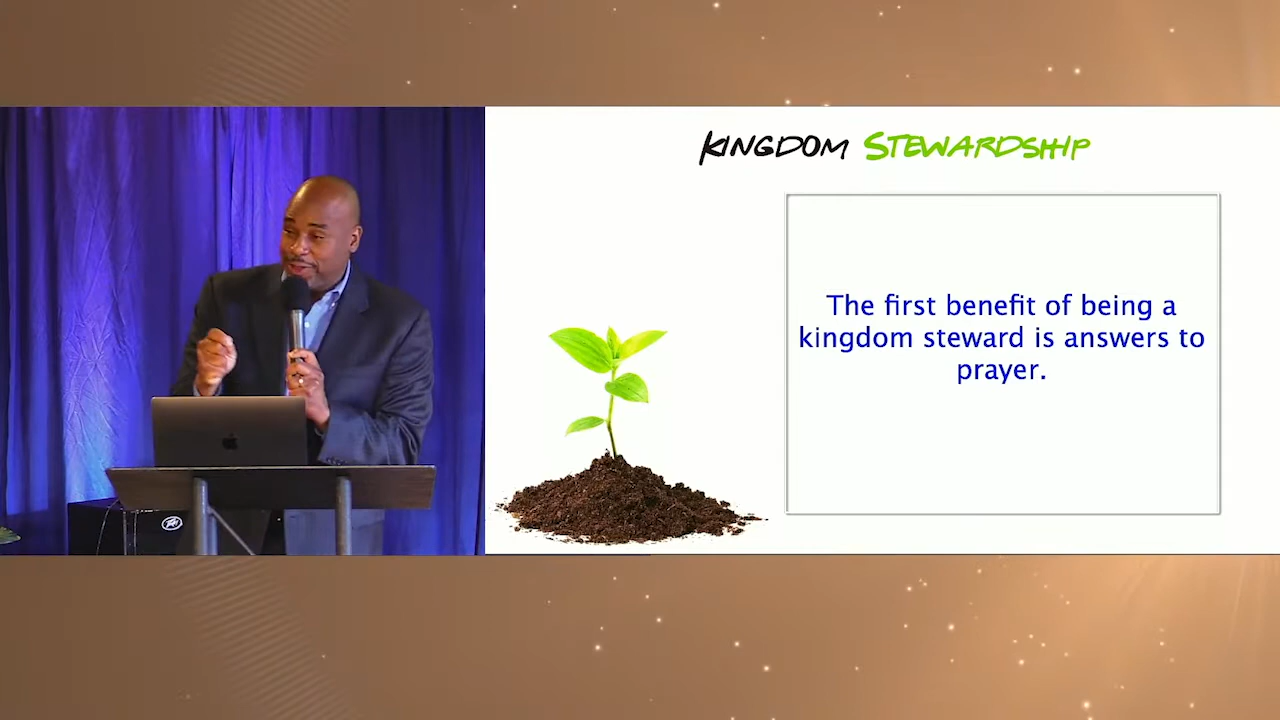 KINGDOM STEWARDSHIP
The first benefit of being a
kingdom steward is answers to
prayer.